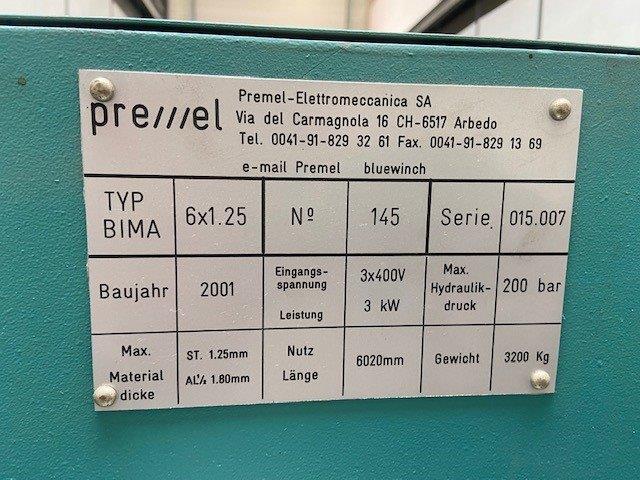 pre///el
Premel-Elettromeccanica SA
Via del Carmagnola 16 CH-6517 Arbedo
Tel. 0041-91-829 32 61 Fax. 0041-91-829 13 69
e-mail Premel bluewinch
TYP BIMA 6x1.25 Nº 145 Serie. 015.007
Baujahr 2001 Eingangs-spannung 3x400V Max. Hydraulik-druck 200 bar
Leistung 3 kW
Max. Material dicke ST. 1.25mm Nutz Länge 6020mm Gewicht 3200 Kg
1.80mm